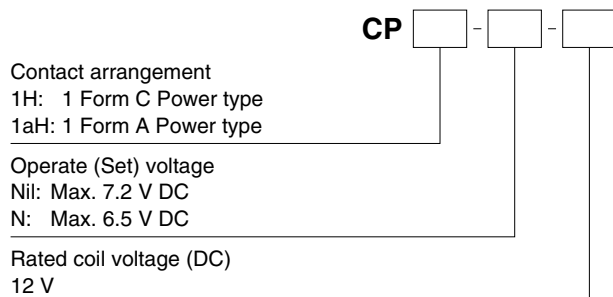 CP - -
Contact arrangement
1H: 1 Form C Power type
1aH: 1 Form A Power type
Operate (Set) voltage
Nil: Max. 7.2 V DC
N: Max. 6.5 V DC
Rated coil voltage (DC)
12 V